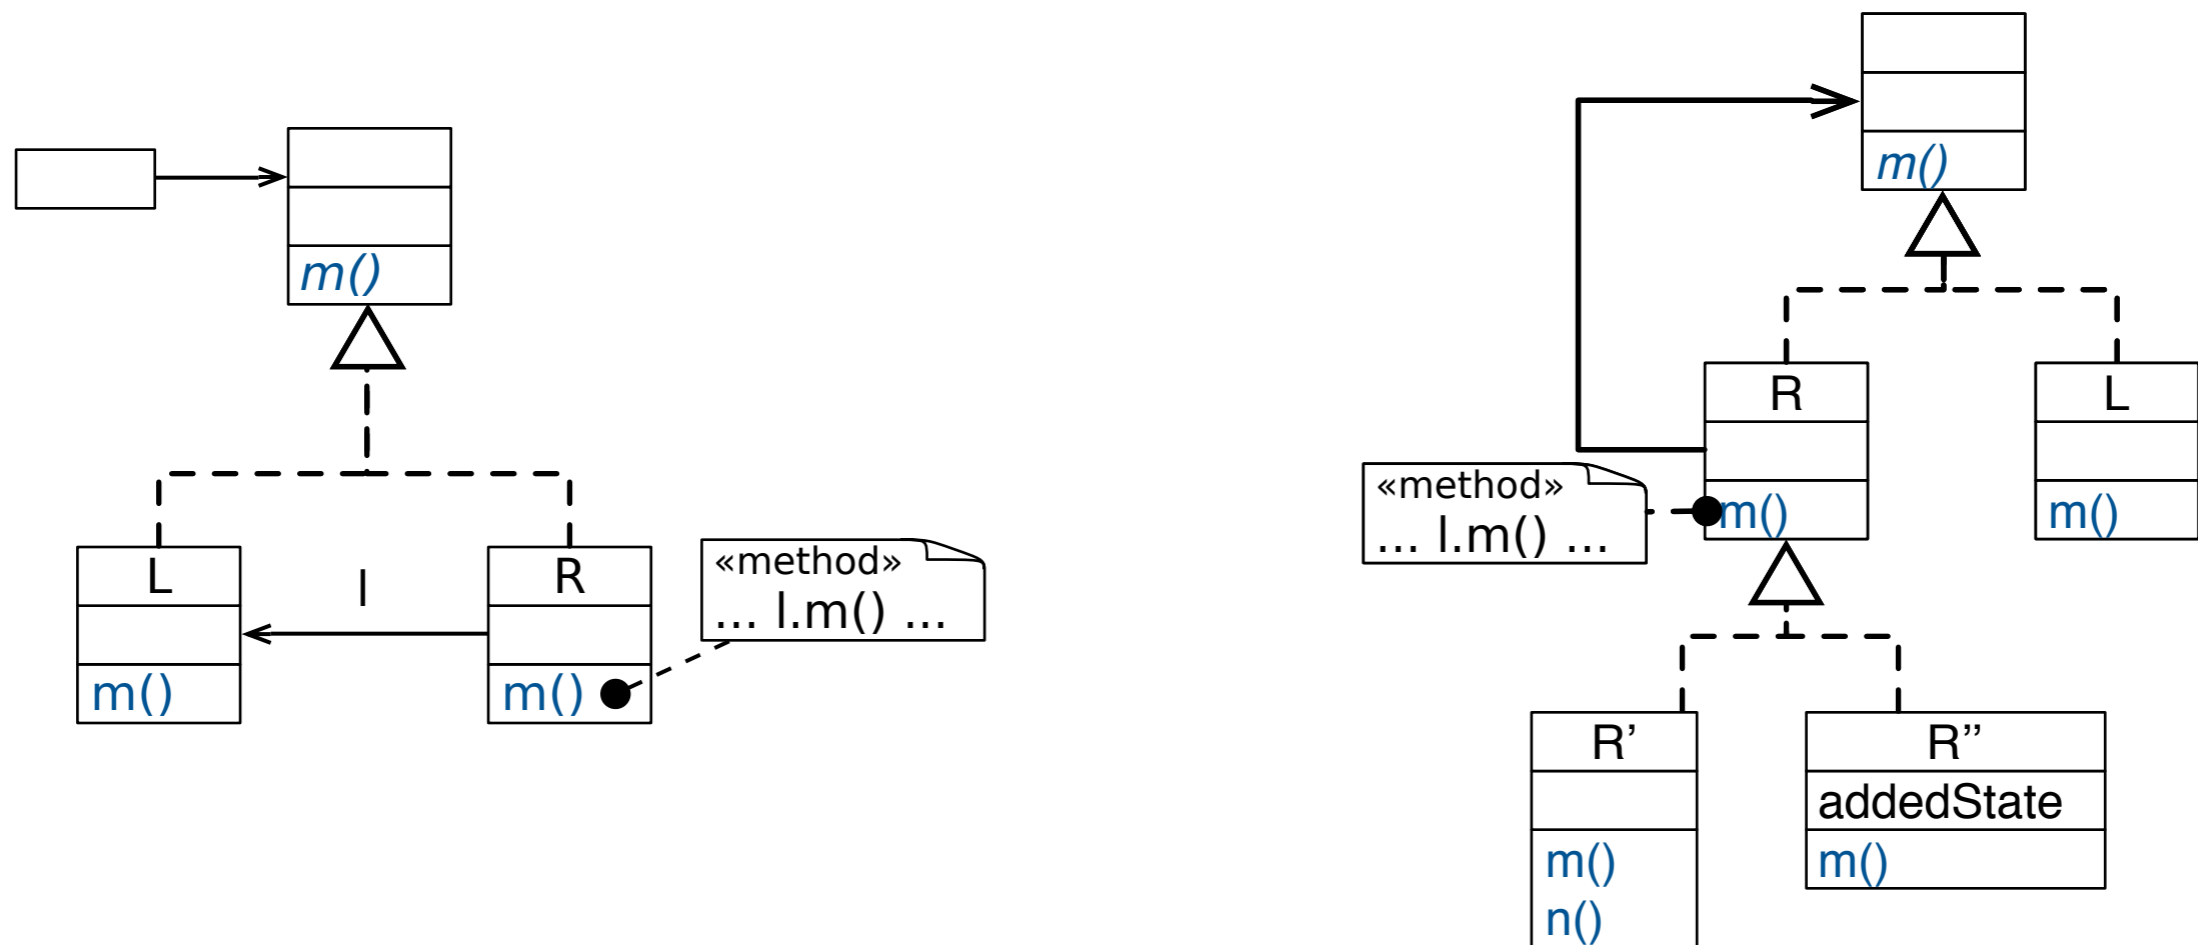 m()
L
l
R
m()
m()
«method»
... l.m() ...
m()
R
L
m()
m()
«method»
... l.m() ...
R’
R’’
addedState
m()
n()
m()